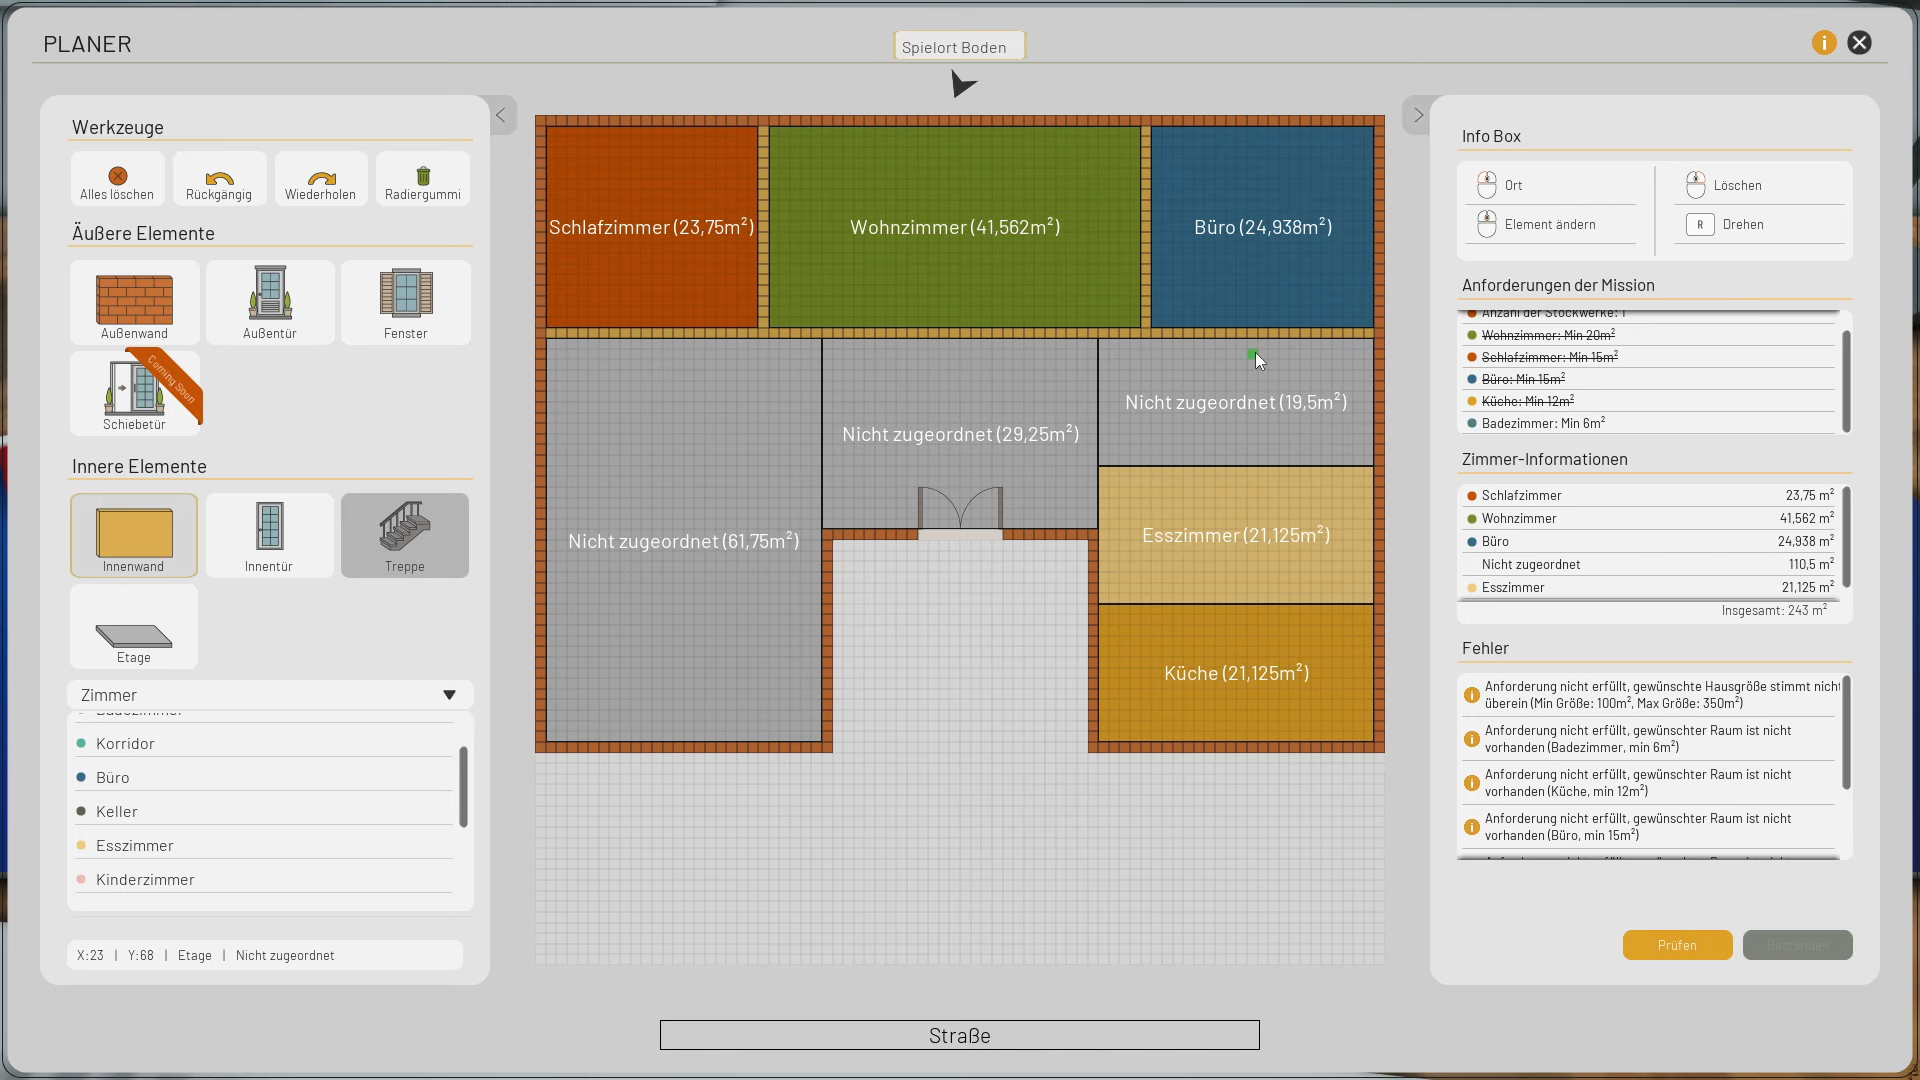 PLANER
Spielort Boden
Werkzeuge
Alles löschen
Rückgängig
Wiederholen
Radiergummi
Äußere Elemente
Außenwand
Außentür
Fenster
Coming Soon
Schiebetür
Innere Elemente
Innenwand
Innentür
Treppe
Etage
Zimmer
Badezimmer
Korridor
Büro
Keller
Esszimmer
Kinderzimmer
X:23 | Y:68 | Etage | Nicht zugeordnet
Schlafzimmer (23,75m²)
Wohnzimmer (41,562m²)
Büro (24,938m²)
Nicht zugeordnet (19,5m²)
Nicht zugeordnet (29,25m²)
Nicht zugeordnet (61,75m²)
Esszimmer (21,125m²)
Küche (21,125m²)
Straße
Info Box
Ort
Löschen
Element ändern
R
Drehen
Anforderungen der Mission
Anzahl der Stockwerke: 1
Wohnzimmer: Min 20m²
Schlafzimmer: Min 15m²
Büro: Min 15m²
Küche: Min 12m²
Badezimmer: Min 6m²
Zimmer-Informationen
Schlafzimmer 23,75 m²
Wohnzimmer 41,562 m²
Büro 24,938 m²
Nicht zugeordnet 110,5 m²
Esszimmer 21,125 m²
Insgesamt: 243 m²
Fehler
Anforderung nicht erfüllt, gewünschte Hausgröße stimmt nicht
überein (Min Größe: 100m², Max Größe: 350m²)
Anforderung nicht erfüllt, gewünschter Raum ist nicht
vorhanden (Badezimmer, min 6m²)
Anforderung nicht erfüllt, gewünschter Raum ist nicht
vorhanden (Küche, min 12m²)
Anforderung nicht erfüllt, gewünschter Raum ist nicht
vorhanden (Büro, min 15m²)
Prüfen
Bestätigen